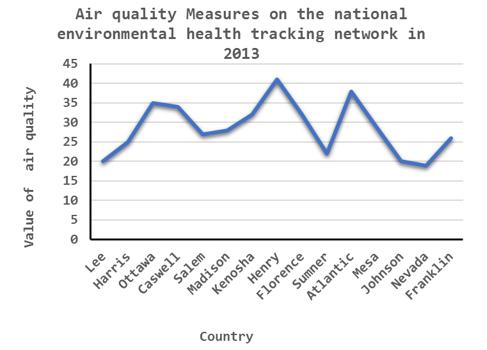 Air quality Measures on the national
environmental health tracking network in
2013
45
40
35
30
25
20
15
10
5
0
Value of  air quality
Lee
Harris
Ottawa
Caswell
Salem
Madison
Kenosha
Henry
Florence
Sumner
Atlantic
Mesa
Johnson
Nevada
Franklin
Country